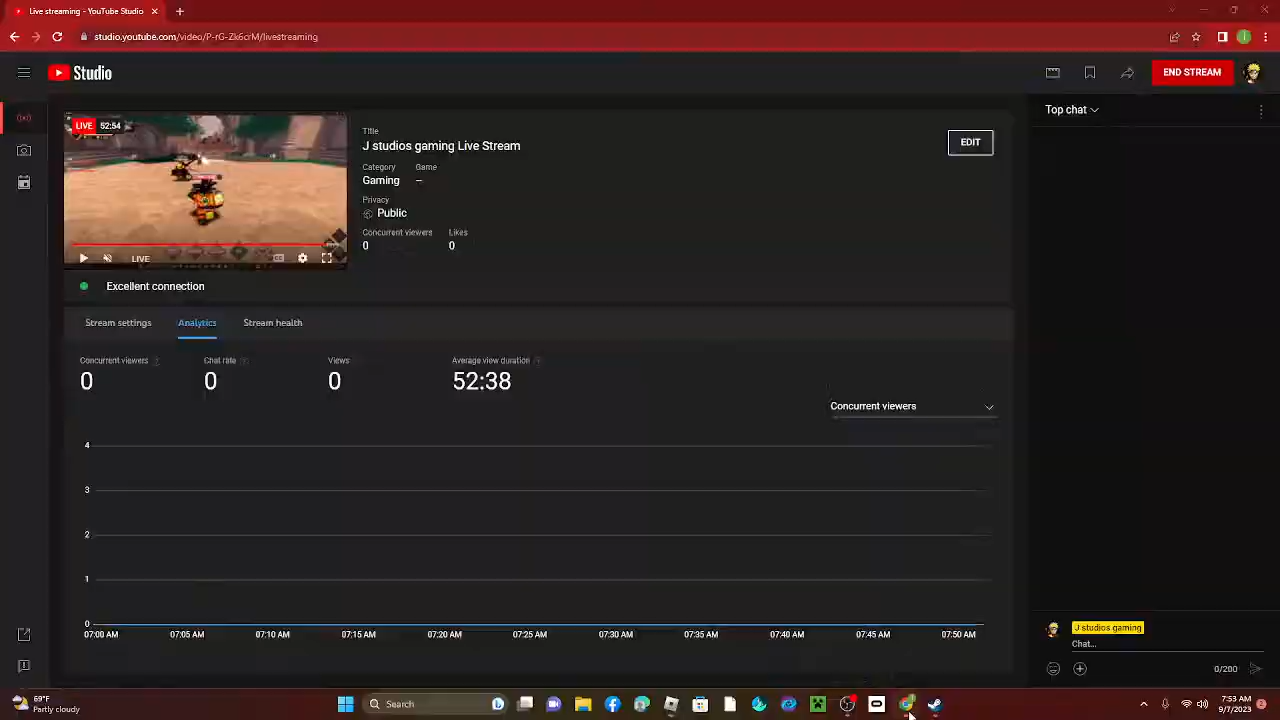 Live streaming - YouTube Studio
studio.youtube.com/video/P-rG-Zk6crM/livestreaming
Studio
END STREAM
LIVE 52:54
LIVE
CC
Title
J studios gaming Live Stream
EDIT
Category Game
Gaming –
Privacy
Public
Concurrent viewers Likes
0 0
Excellent connection
Stream settings Analytics Stream health
Concurrent viewers Chat rate Views Average view duration
0 0 0 52:38
Concurrent viewers
4
3
2
1
0
07:00 AM 07:05 AM 07:10 AM 07:15 AM 07:20 AM 07:25 AM 07:30 AM 07:35 AM 07:40 AM 07:45 AM 07:50 AM
Top chat
J studios gaming
Chat...
0/200
69°F
Partly cloudy
Search
7:53 AM
9/7/2023